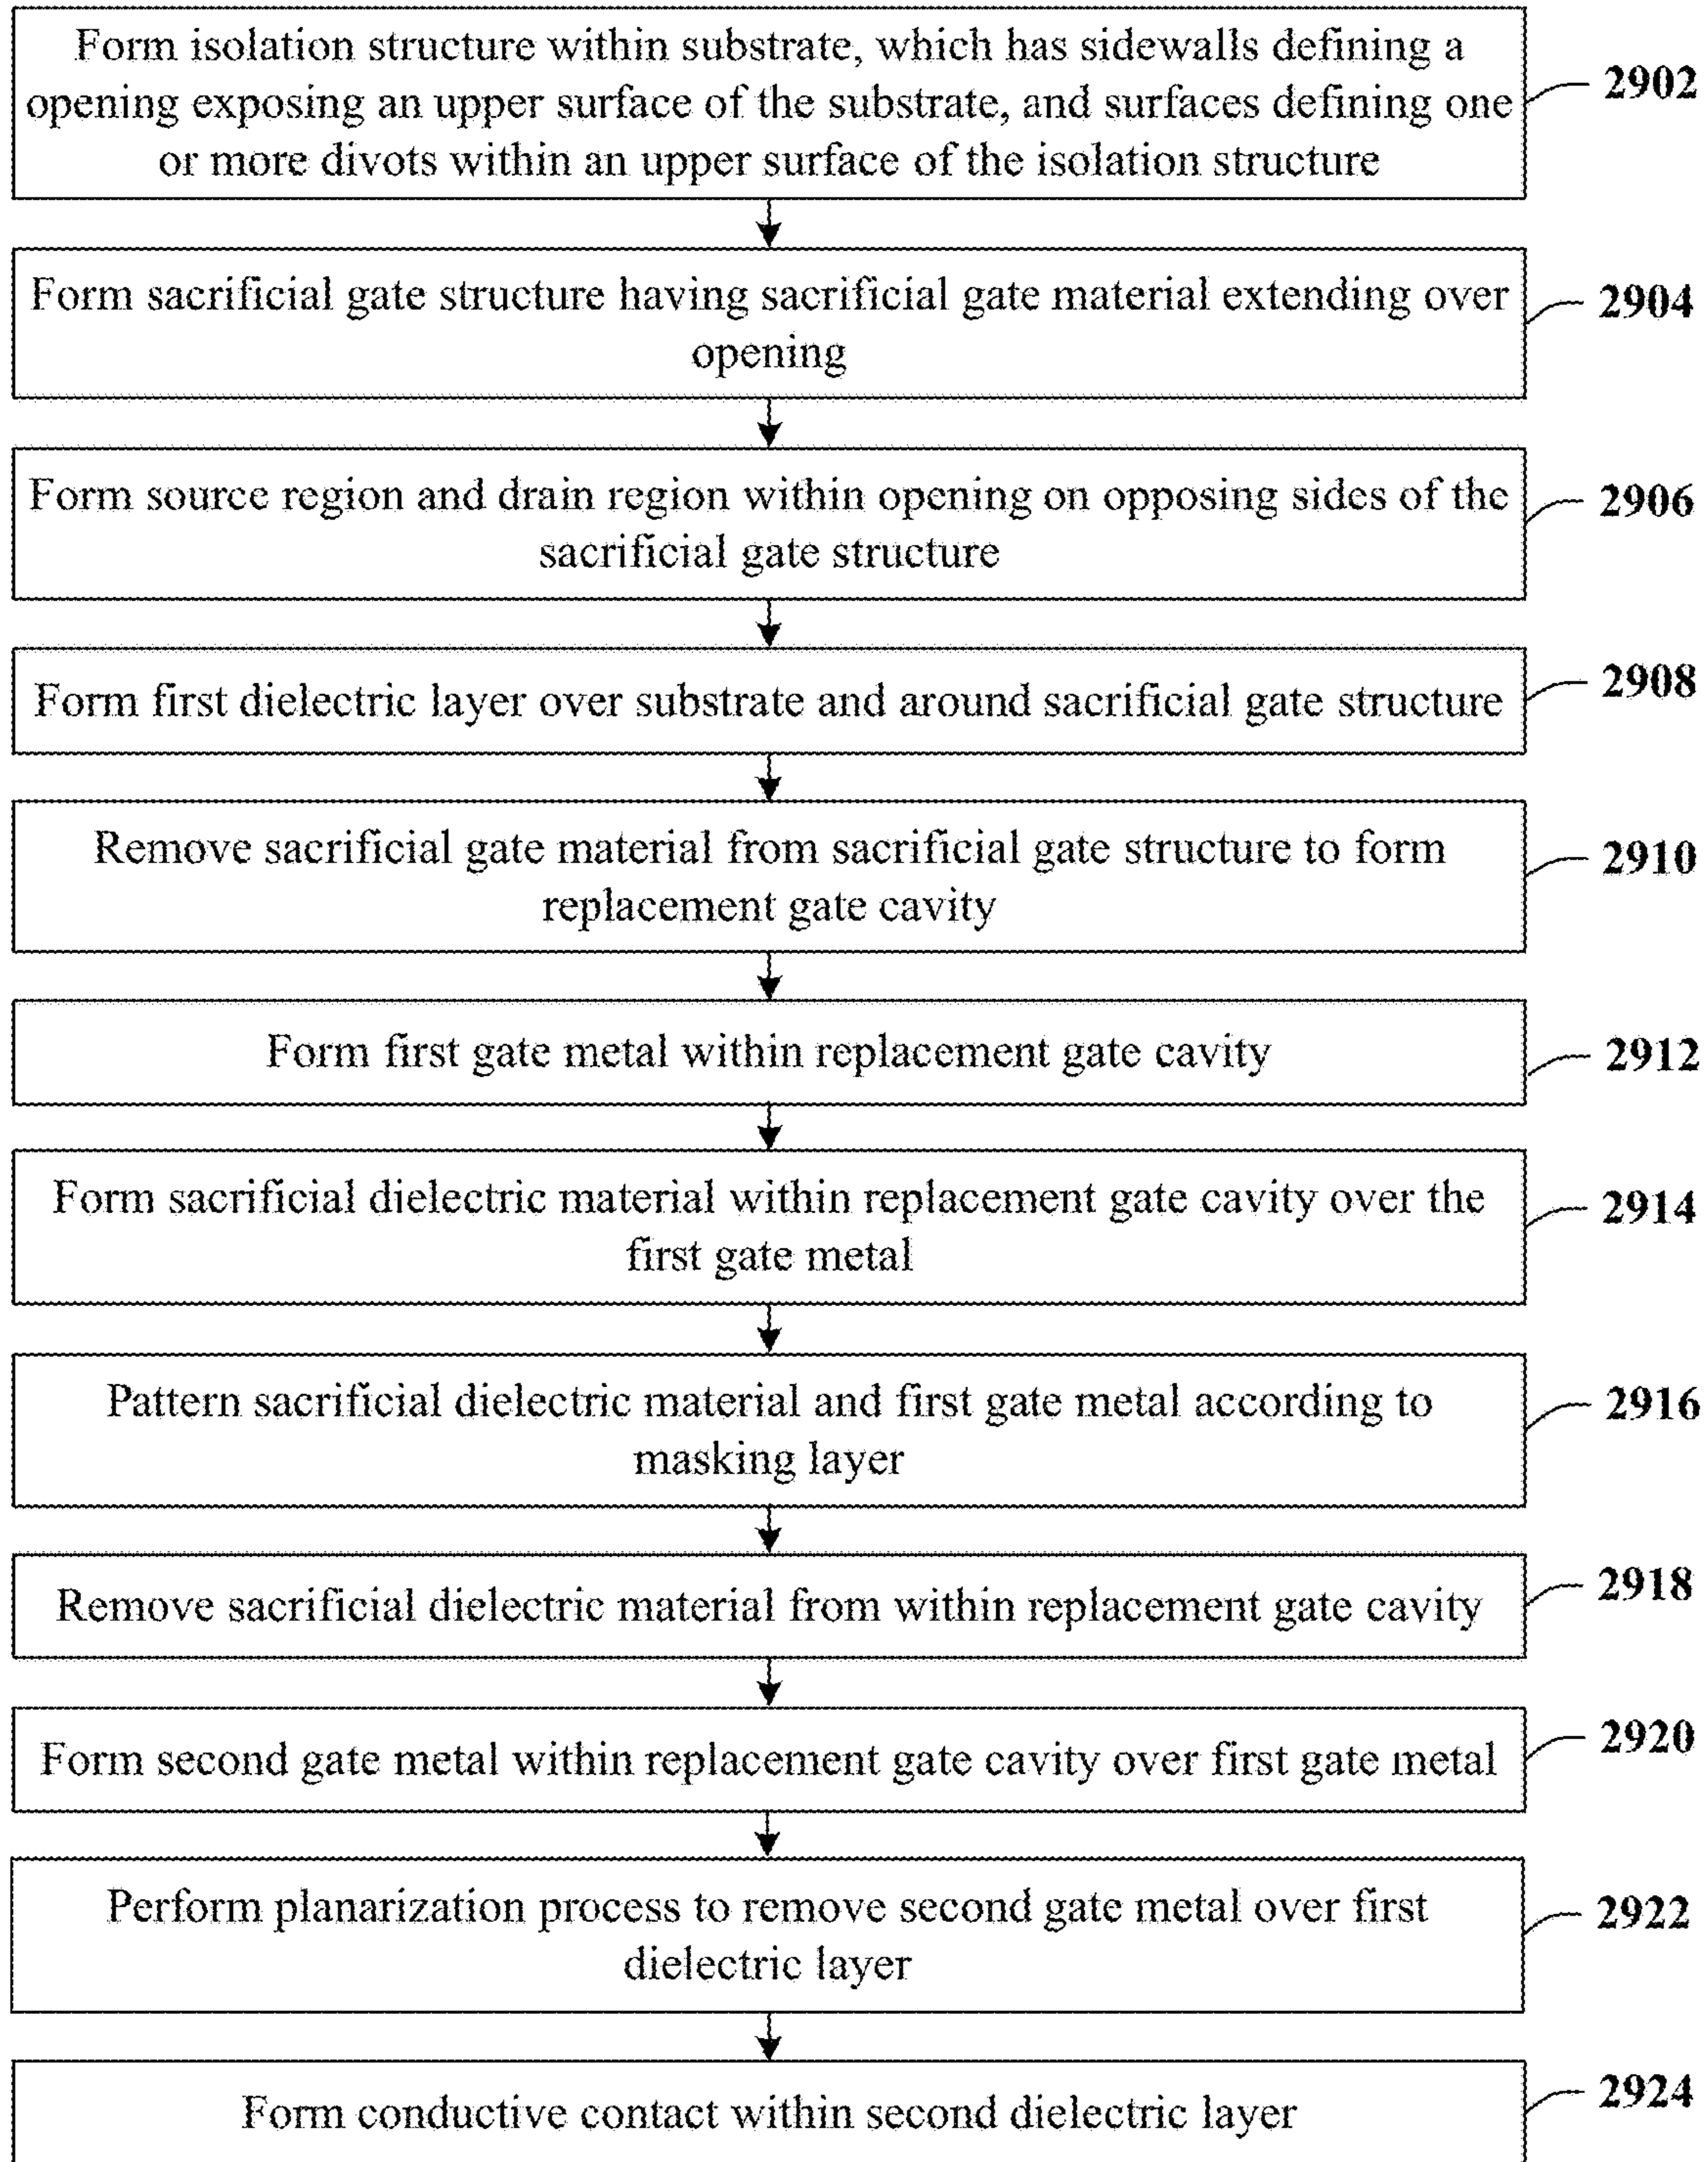 Form isolation structure within substrate, which has sidewalls defining a
opening exposing an upper surface of the substrate, and surfaces defining one
or more divots within an upper surface of the isolation structure
2902
Form sacrificial gate structure having sacrificial gate material extending over
opening
2904
Form source region and drain region within opening on opposing sides of the
sacrificial gate structure
2906
Form first dielectric layer over substrate and around sacrificial gate structure
2908
Remove sacrificial gate material from sacrificial gate structure to form
replacement gate cavity
2910
Form first gate metal within replacement gate cavity
2912
Form sacrificial dielectric material within replacement gate cavity over the
first gate metal
2914
Pattern sacrificial dielectric material and first gate metal according to
masking layer
2916
Remove sacrificial dielectric material from within replacement gate cavity
2918
Form second gate metal within replacement gate cavity over first gate metal
2920
Perform planarization process to remove second gate metal over first
dielectric layer
2922
Form conductive contact within second dielectric layer
2924